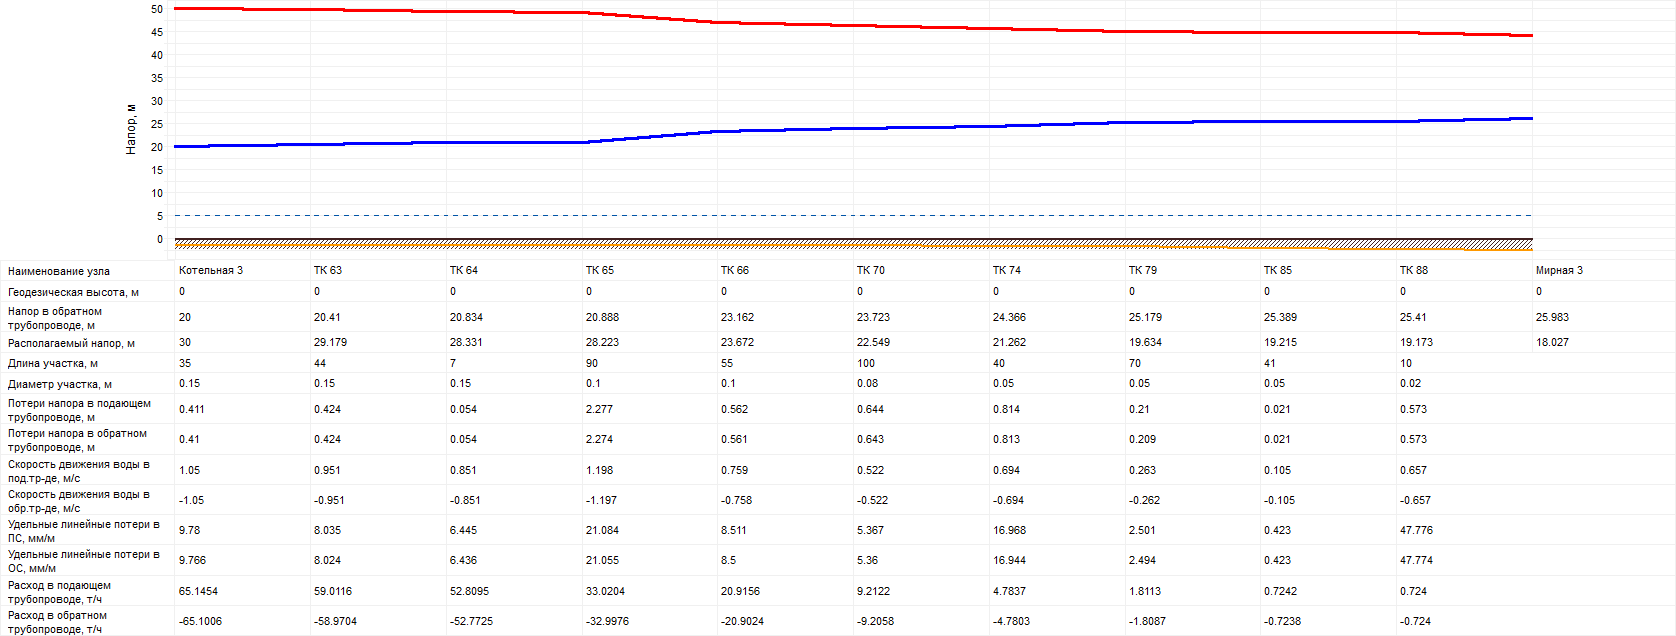 50
45
40
35
30
25
20
15
10
5
0
Напор, м
Наименование узла Котельная 3 ТК 63 ТК 64 ТК 65 ТК 66 ТК 70 ТК 74 ТК 79 ТК 85 ТК 88 Мирная 3
Геодезическая высота, м 0 0 0 0 0 0 0 0 0 0 0
Напор в обратном
трубопроводе, м 20 20.41 20.834 20.888 23.162 23.723 24.366 25.179 25.389 25.41 25.983
Располагаемый напор, м 30 29.179 28.331 28.223 23.672 22.549 21.262 19.634 19.215 19.173 18.027
Длина участка, м 35 44 7 90 55 100 40 70 41 10
Диаметр участка, м 0.15 0.15 0.15 0.1 0.1 0.08 0.05 0.05 0.05 0.02
Потери напора в подающем
трубопроводе, м 0.411 0.424 0.054 2.277 0.562 0.644 0.814 0.21 0.021 0.573
Потери напора в обратном
трубопроводе, м 0.41 0.424 0.054 2.274 0.561 0.643 0.813 0.209 0.021 0.573
Скорость движения воды в
под.тр-де, м/с 1.05 0.951 0.851 1.198 0.759 0.522 0.694 0.263 0.105 0.657
Скорость движения воды в
обр.тр-де, м/с -1.05 -0.951 -0.851 -1.197 -0.758 -0.522 -0.694 -0.262 -0.105 -0.657
Удельные линейные потери в
ПС, мм/м 9.78 8.035 6.445 21.084 8.511 5.367 16.968 2.501 0.423 47.776
Удельные линейные потери в
ОС, мм/м 9.766 8.024 6.436 21.055 8.5 5.36 16.944 2.494 0.423 47.774
Расход в подающем
трубопроводе, т/ч 65.1454 59.0116 52.8095 33.0204 20.9156 9.2122 4.7837 1.8113 0.7242 0.724
Расход в обратном
трубопроводе, т/ч -65.1006 -58.9704 -52.7725 -32.9976 -20.9024 -9.2058 -4.7803 -1.8087 -0.7238 -0.724